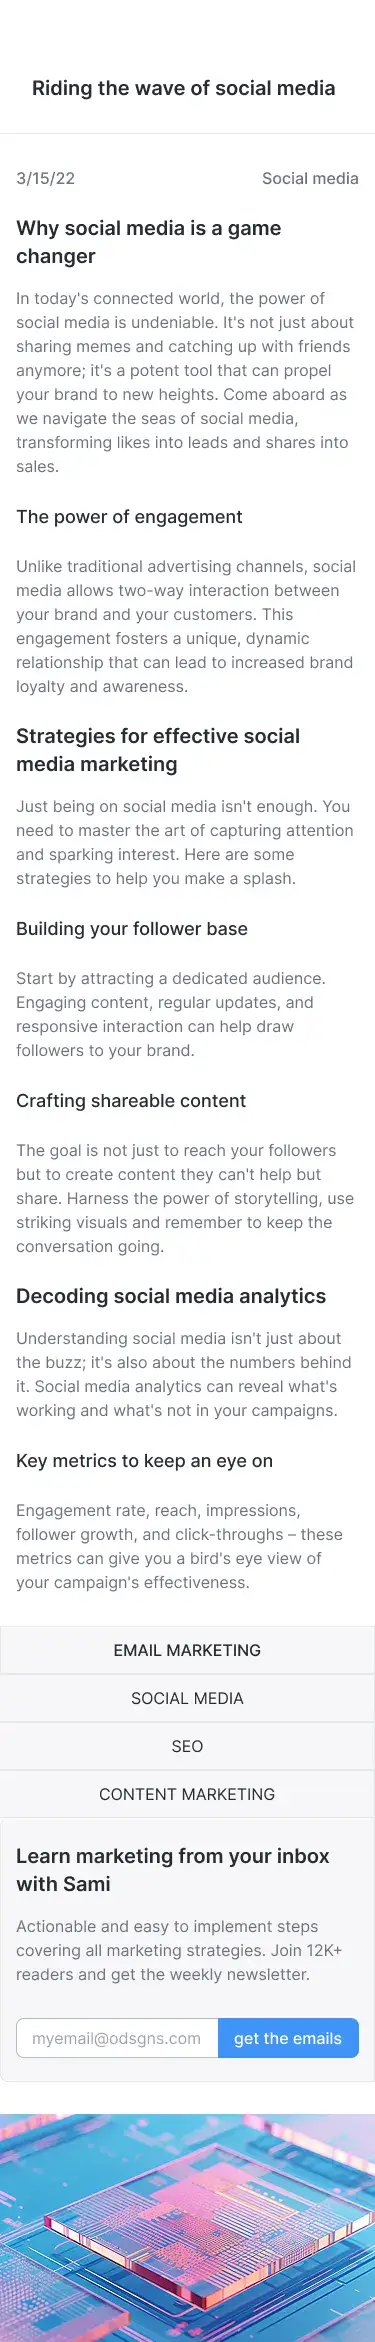 Riding the wave of social media
3/15/22
Social media
Why social media is a game
changer
In today's connected world, the power of
social media is undeniable. It's not just about
sharing memes and catching up with friends
anymore; it's a potent tool that can propel
your brand to new heights. Come aboard as
we navigate the seas of social media,
transforming likes into leads and shares into
sales.
The power of engagement
Unlike traditional advertising channels, social
media allows two-way interaction between
your brand and your customers. This
engagement fosters a unique, dynamic
relationship that can lead to increased brand
loyalty and awareness.
Strategies for effective social
media marketing
Just being on social media isn't enough. You
need to master the art of capturing attention
and sparking interest. Here are some
strategies to help you make a splash.
Building your follower base
Start by attracting a dedicated audience.
Engaging content, regular updates, and
responsive interaction can help draw
followers to your brand.
Crafting shareable content
The goal is not just to reach your followers
but to create content they can't help but
share. Harness the power of storytelling, use
striking visuals and remember to keep the
conversation going.
Decoding social media analytics
Understanding social media isn't just about
the buzz; it's also about the numbers behind
it. Social media analytics can reveal what's
working and what's not in your campaigns.
Key metrics to keep an eye on
Engagement rate, reach, impressions,
follower growth, and click-throughs – these
metrics can give you a bird's eye view of
your campaign's effectiveness.
EMAIL MARKETING
SOCIAL MEDIA
SEO
CONTENT MARKETING
Learn marketing from your inbox
with Sami
Actionable and easy to implement steps
covering all marketing strategies. Join 12K+
readers and get the weekly newsletter.
myemail@odsgns.com
get the emails